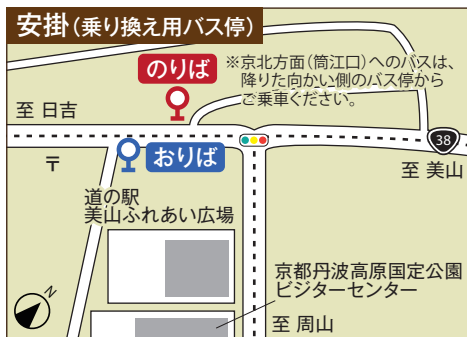 安掛(乗り換え用バス停)
のりば
※京北方面(筒江口)へのバスは、
降りた向かい側のバス停から
ご乗車ください。
至 日吉
38
〒
おりば
至 美山
道の駅
美山ふれあい広場
京都丹波高原国定公園
ビジターセンター
N
至 周山